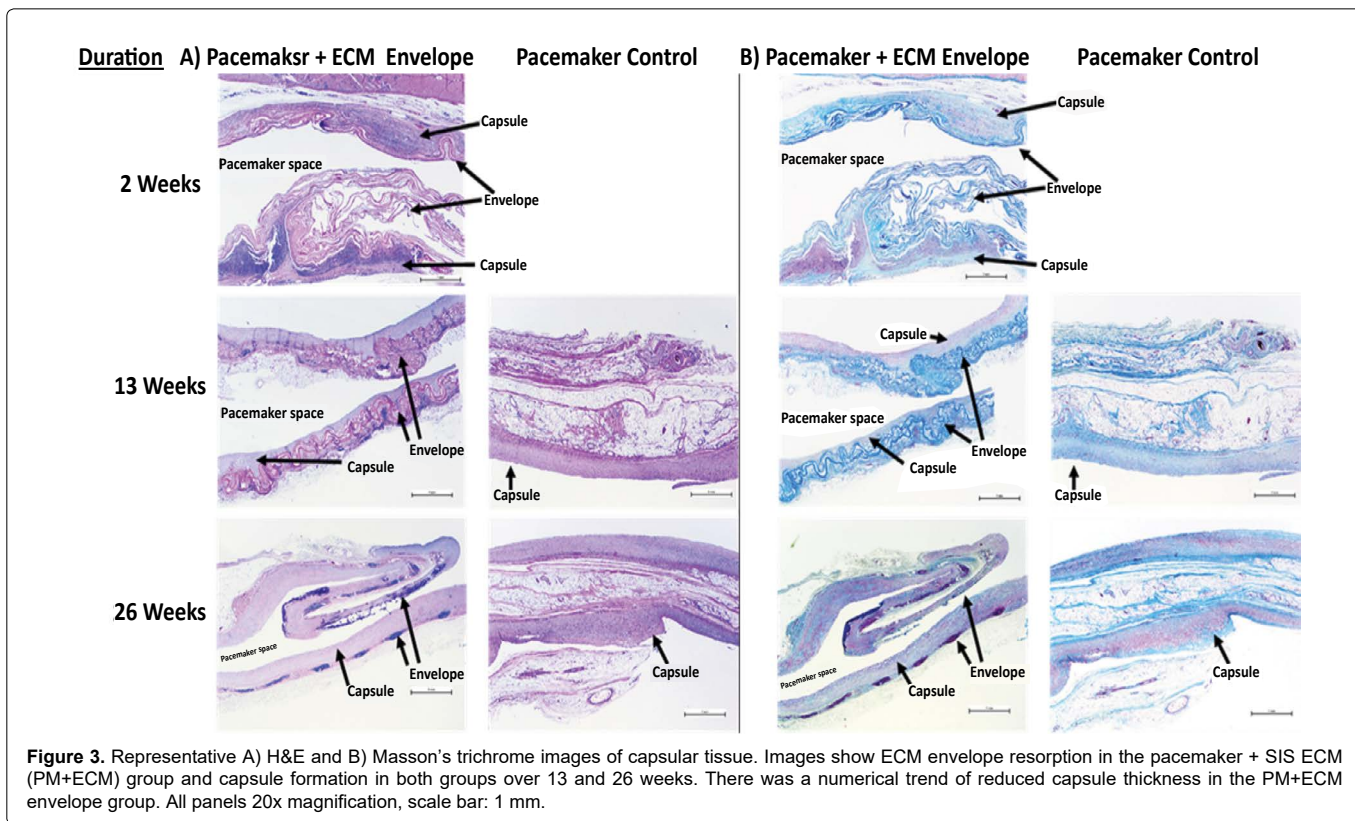 Duration A) Pacemaksr + ECM Envelope Pacemaker Control B) Pacemaker + ECM Envelope Pacemaker Control
2 Weeks
Capsule
Pacemaker space
Envelope
Capsule
Capsule
Pacemaker space
Envelope
Capsule
13 Weeks
Pacemaker space
Envelope
Capsule
Capsule
Capsule
Pacemaker space
Envelope
Capsule
Capsule
26 Weeks
Pacemaker space
Envelope
Capsule
Capsule
Pacemaker space
Envelope
Capsule
Capsule
Figure 3. Representative A) H&E and B) Masson's trichrome images of capsular tissue. Images show ECM envelope resorption in the pacemaker + SIS ECM
(PM+ECM) group and capsule formation in both groups over 13 and 26 weeks. There was a numerical trend of reduced capsule thickness in the PM+ECM
envelope group. All panels 20x magnification, scale bar: 1 mm.